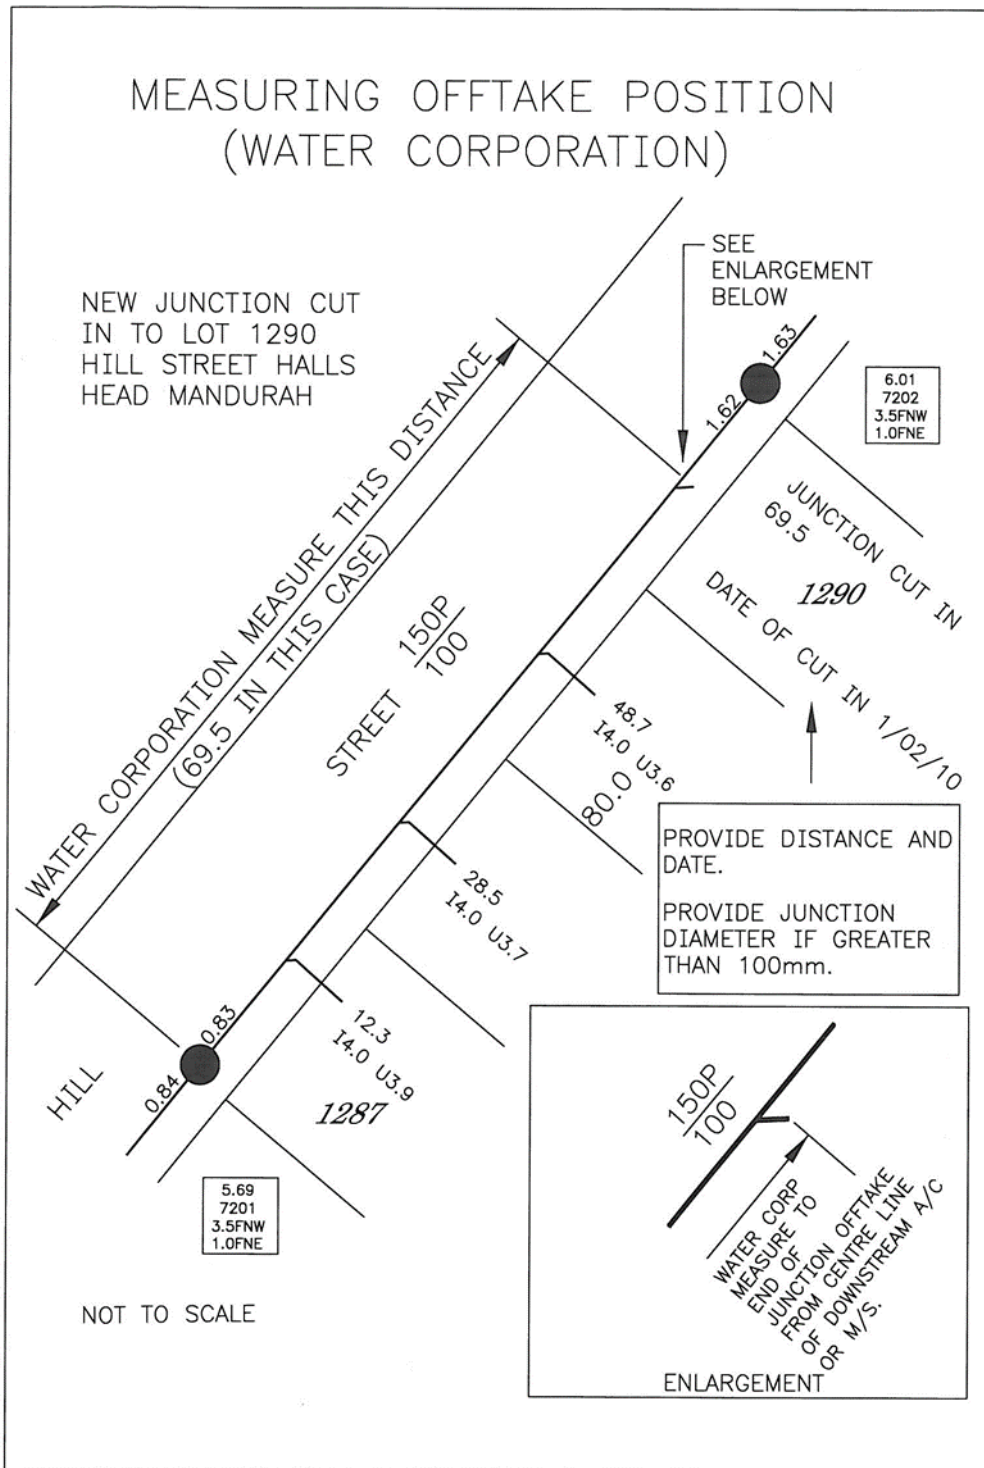 MEASURING OFFTAKE POSITION
(WATER CORPORATION)
NEW JUNCTION CUT
IN TO LOT 1290
HILL STREET HALLS
HEAD MANDURAH
SEE
ENLARGEMENT
BELOW
WATER CORPORATION MEASURE THIS DISTANCE
(69.5 IN THIS CASE)
1.63
1.62
6.01
7202
3.5FNW
1.0FNE
JUNCTION CUT IN
69.5
1290
DATE OF CUT IN 1/02/10
150P
100
STREET
48.7
I4.0 U3.6
80.0
28.5
I4.0 U3.7
PROVIDE DISTANCE AND
DATE.
PROVIDE JUNCTION
DIAMETER IF GREATER
THAN 100mm.
0.83
0.84
12.3
I4.0 U3.9
1287
HILL
5.69
7201
3.5FNW
1.0FNE
NOT TO SCALE
150P
100
WATER CORP
MEASURE TO
END OF
JUNCTION OFFTAKE
FROM CENTRE LINE
OF DOWNSTREAM A/C
OR M/S.
ENLARGEMENT